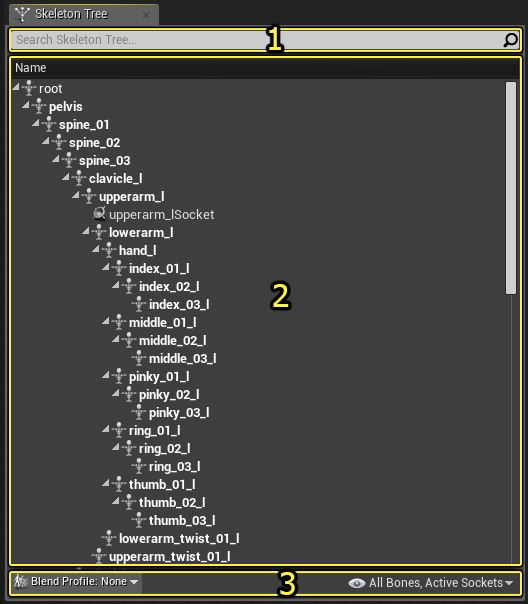 Skeleton Tree
Search Skeleton Tree...
1
Name
root
pelvis
spine_01
spine_02
spine_03
clavicle_l
upperarm_l
upperarm_lSocket
lowerarm_l
hand_l
index_01_l
index_02_l
index_03_l
2
middle_01_l
middle_02_l
middle_03_l
pinky_01_l
pinky_02_l
pinky_03_l
ring_01_l
ring_02_l
ring_03_l
thumb_01_l
thumb_02_l
thumb_03_l
lowerarm_twist_01_l
upperarm_twist_01_l
Blend Profile: None 3 All Bones, Active Sockets